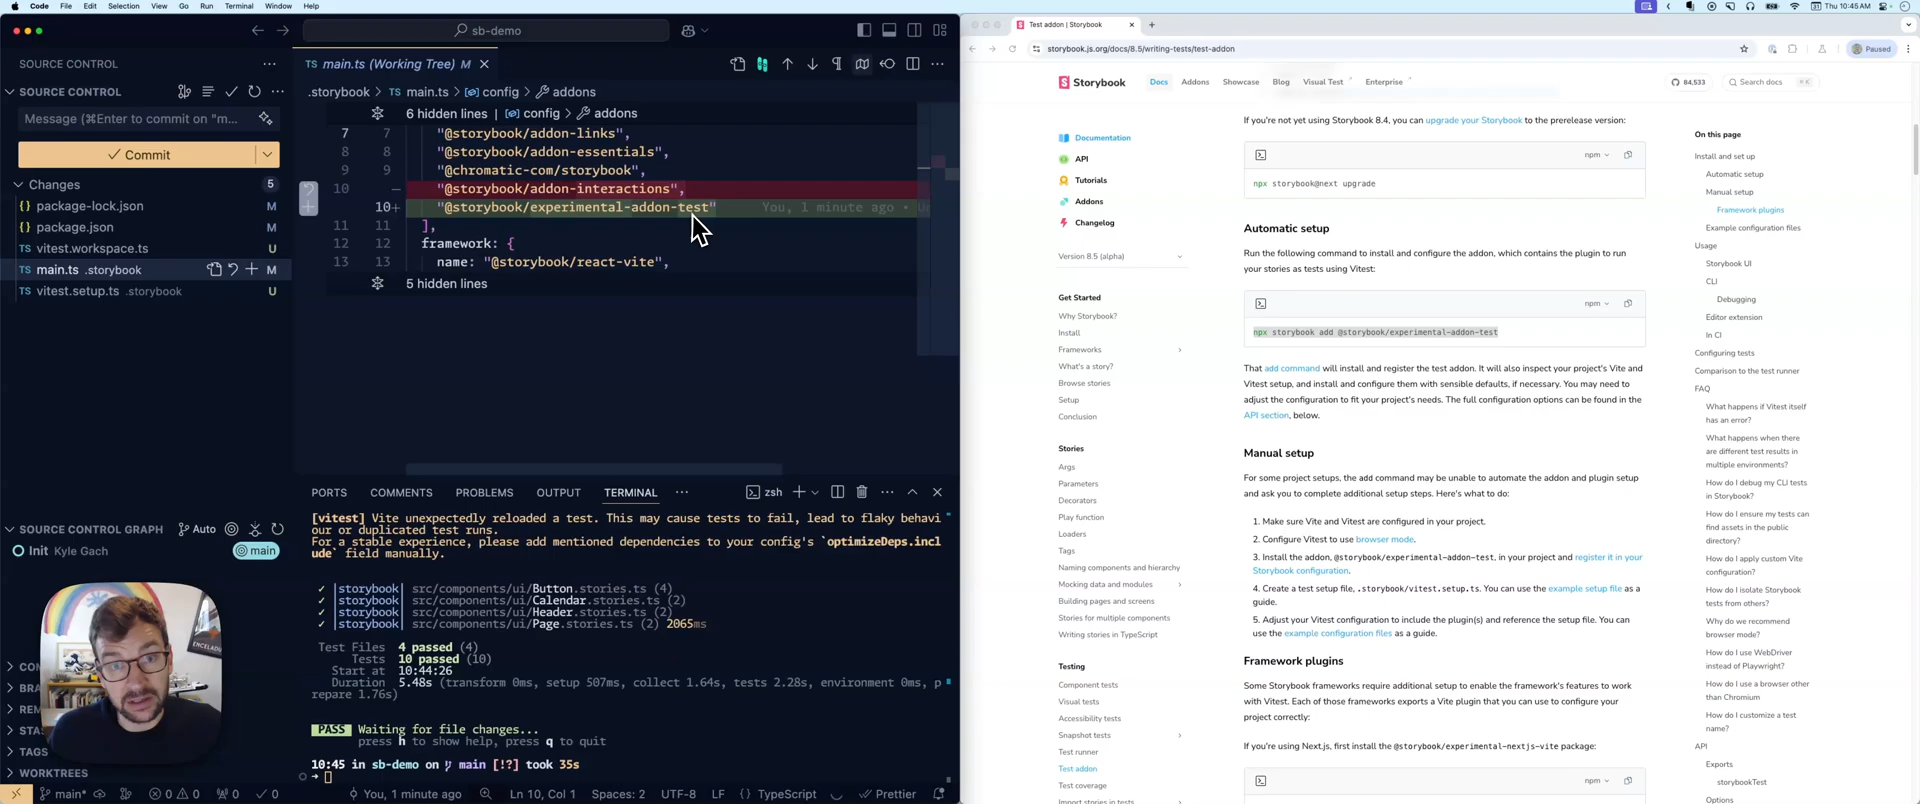 Code File Edit Selection View Go Run Terminal Window Help
Thu 10:45 AM
sb-demo
SOURCE CONTROL
TS main.ts (Working Tree) M
SOURCE CONTROL
.storybook > TS main.ts > config > addons
Message (⌘Enter to commit on "m...
6 hidden lines | config > addons
7 7 "@storybook/addon-links",
8 8 "@storybook/addon-essentials",
9 9 "@chromatic-com/storybook",
10 — "@storybook/addon-interactions",
10+ "@storybook/experimental-addon-test" You, 1 minute ago •
11 11 ],
12 12 framework: {
13 13 name: "@storybook/react-vite",
5 hidden lines
Commit
Changes 5
{} package-lock.json M
{} package.json M
TS vitest.workspace.ts U
TS main.ts .storybook M
TS vitest.setup.ts .storybook U
SOURCE CONTROL GRAPH Auto
Init Kyle Gach main
TAGS
WORKTREES
PORTS COMMENTS PROBLEMS OUTPUT TERMINAL ... zsh
[vitest] Vite unexpectedly reloaded a test. This may cause tests to fail, lead to flaky behavi
our or duplicated test runs.
For a stable experience, please add mentioned dependencies to your config's `optimizeDeps.incl
ude` field manually.
✓ |storybook| src/components/ui/Button.stories.ts (4)
✓ |storybook| src/components/ui/Calendar.stories.ts (2)
✓ |storybook| src/components/ui/Header.stories.ts (2)
✓ |storybook| src/components/ui/Page.stories.ts (2) 2065ms
Test Files 4 passed (4)
Tests 10 passed (10)
Start at 10:44:26
Duration 5.48s (transform 0ms, setup 507ms, collect 1.64s, tests 2.28s, environment 0ms, p
repare 1.76s)
PASS Waiting for file changes...
press h to show help, press q to quit
10:45 in sb-demo on main [!?] took 35s
main* 0 0 0 0 You, 1 minute ago Ln 10, Col 1 Spaces: 2 UTF-8 LF {} TypeScript Prettier
Test addon | Storybook
storybook.js.org/docs/8.5/writing-tests/test-addon
Paused
Storybook Docs Addons Showcase Blog Visual Test Enterprise 84,533 Search docs ⌘ K
Documentation
API
Tutorials
Addons
Changelog
Version 8.5 (alpha)
Get Started
Why Storybook?
Install
Frameworks
What's a story?
Browse stories
Setup
Conclusion
Stories
Args
Parameters
Decorators
Play function
Loaders
Tags
Naming components and hierarchy
Mocking data and modules
Building pages and screens
Stories for multiple components
Writing stories in TypeScript
Testing
Component tests
Visual tests
Accessibility tests
Snapshot tests
Test runner
Test addon
Test coverage
Import stories in tests
If you're not yet using Storybook 8.4, you can upgrade your Storybook to the prerelease version:
npm
npx storybook@next upgrade
Automatic setup
Run the following command to install and configure the addon, which contains the plugin to run
your stories as tests using Vitest:
npm
npx storybook add @storybook/experimental-addon-test
That add command will install and register the test addon. It will also inspect your project's Vite and
Vitest setup, and install and configure them with sensible defaults, if necessary. You may need to
adjust the configuration to fit your project's needs. The full configuration options can be found in the
API section, below.
Manual setup
For some project setups, the add command may be unable to automate the addon and plugin setup
and ask you to complete additional setup steps. Here's what to do:
1. Make sure Vite and Vitest are configured in your project.
2. Configure Vitest to use browser mode.
3. Install the addon, @storybook/experimental-addon-test, in your project and register it in your
Storybook configuration.
4. Create a test setup file, .storybook/vitest.setup.ts. You can use the example setup file as a
guide.
5. Adjust your Vitest configuration to include the plugin(s) and reference the setup file. You can
use the example configuration files as a guide.
Framework plugins
Some Storybook frameworks require additional setup to enable the framework's features to work
with Vitest. Each of those frameworks exports a Vite plugin that you can use to configure your
project correctly:
If you're using Next.js, first install the @storybook/experimental-nextjs-vite package:
npm
On this page
Install and set up
Automatic setup
Manual setup
Framework plugins
Example configuration files
Usage
Storybook UI
CLI
Debugging
Editor extension
In CI
Configuring tests
Comparison to the test runner
FAQ
What happens if Vitest itself
has an error?
What happens when there
are different test results in
multiple environments?
How do I debug my CLI tests
in Storybook?
How do I ensure my tests can
find assets in the public
directory?
How do I apply custom Vite
configuration?
How do I isolate Storybook
tests from others?
Why do we recommend
browser mode?
How do I use WebDriver
instead of Playwright?
How do I use a browser other
than Chromium
How do I customize a test
name?
API
Exports
storybookTest
Options